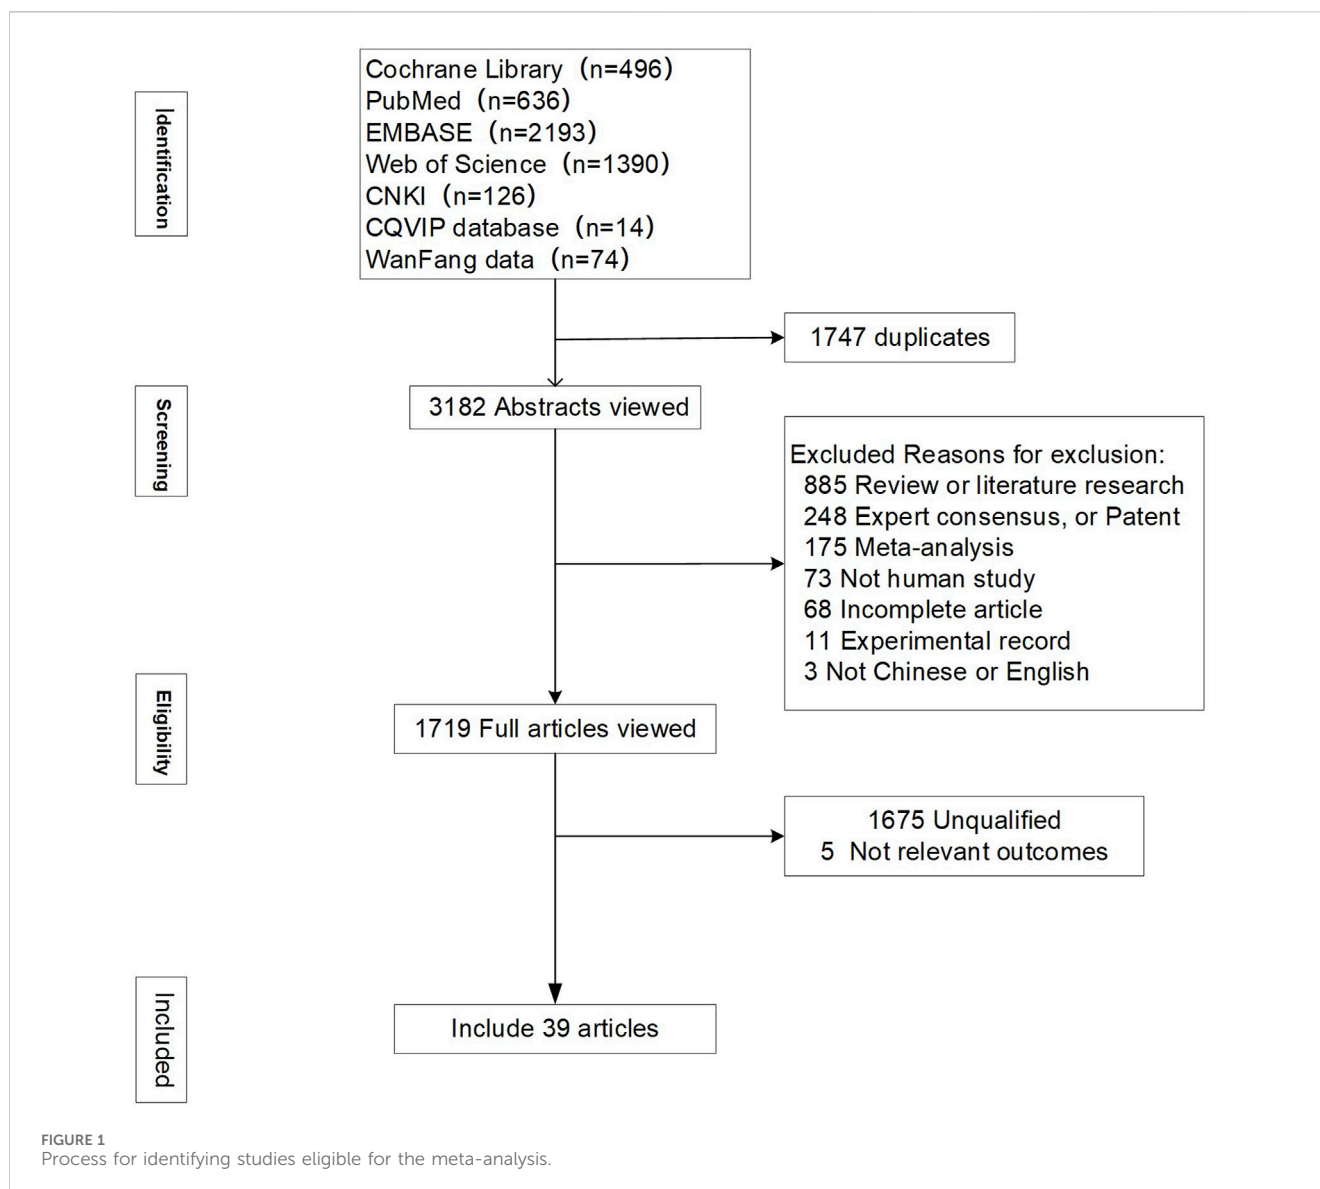 Identification
Cochrane Library (n=496)
PubMed (n=636)
EMBASE (n=2193)
Web of Science (n=1390)
CNKI (n=126)
CQVIP database (n=14)
WanFang data (n=74)
1747 duplicates
Screening
3182 Abstracts viewed
Excluded Reasons for exclusion:
885 Review or literature research
248 Expert consensus, or Patent
175 Meta-analysis
73 Not human study
68 Incomplete article
11 Experimental record
3 Not Chinese or English
Eligibility
1719 Full articles viewed
1675 Unqualified
5 Not relevant outcomes
Included
Include 39 articles
FIGURE 1
Process for identifying studies eligible for the meta-analysis.